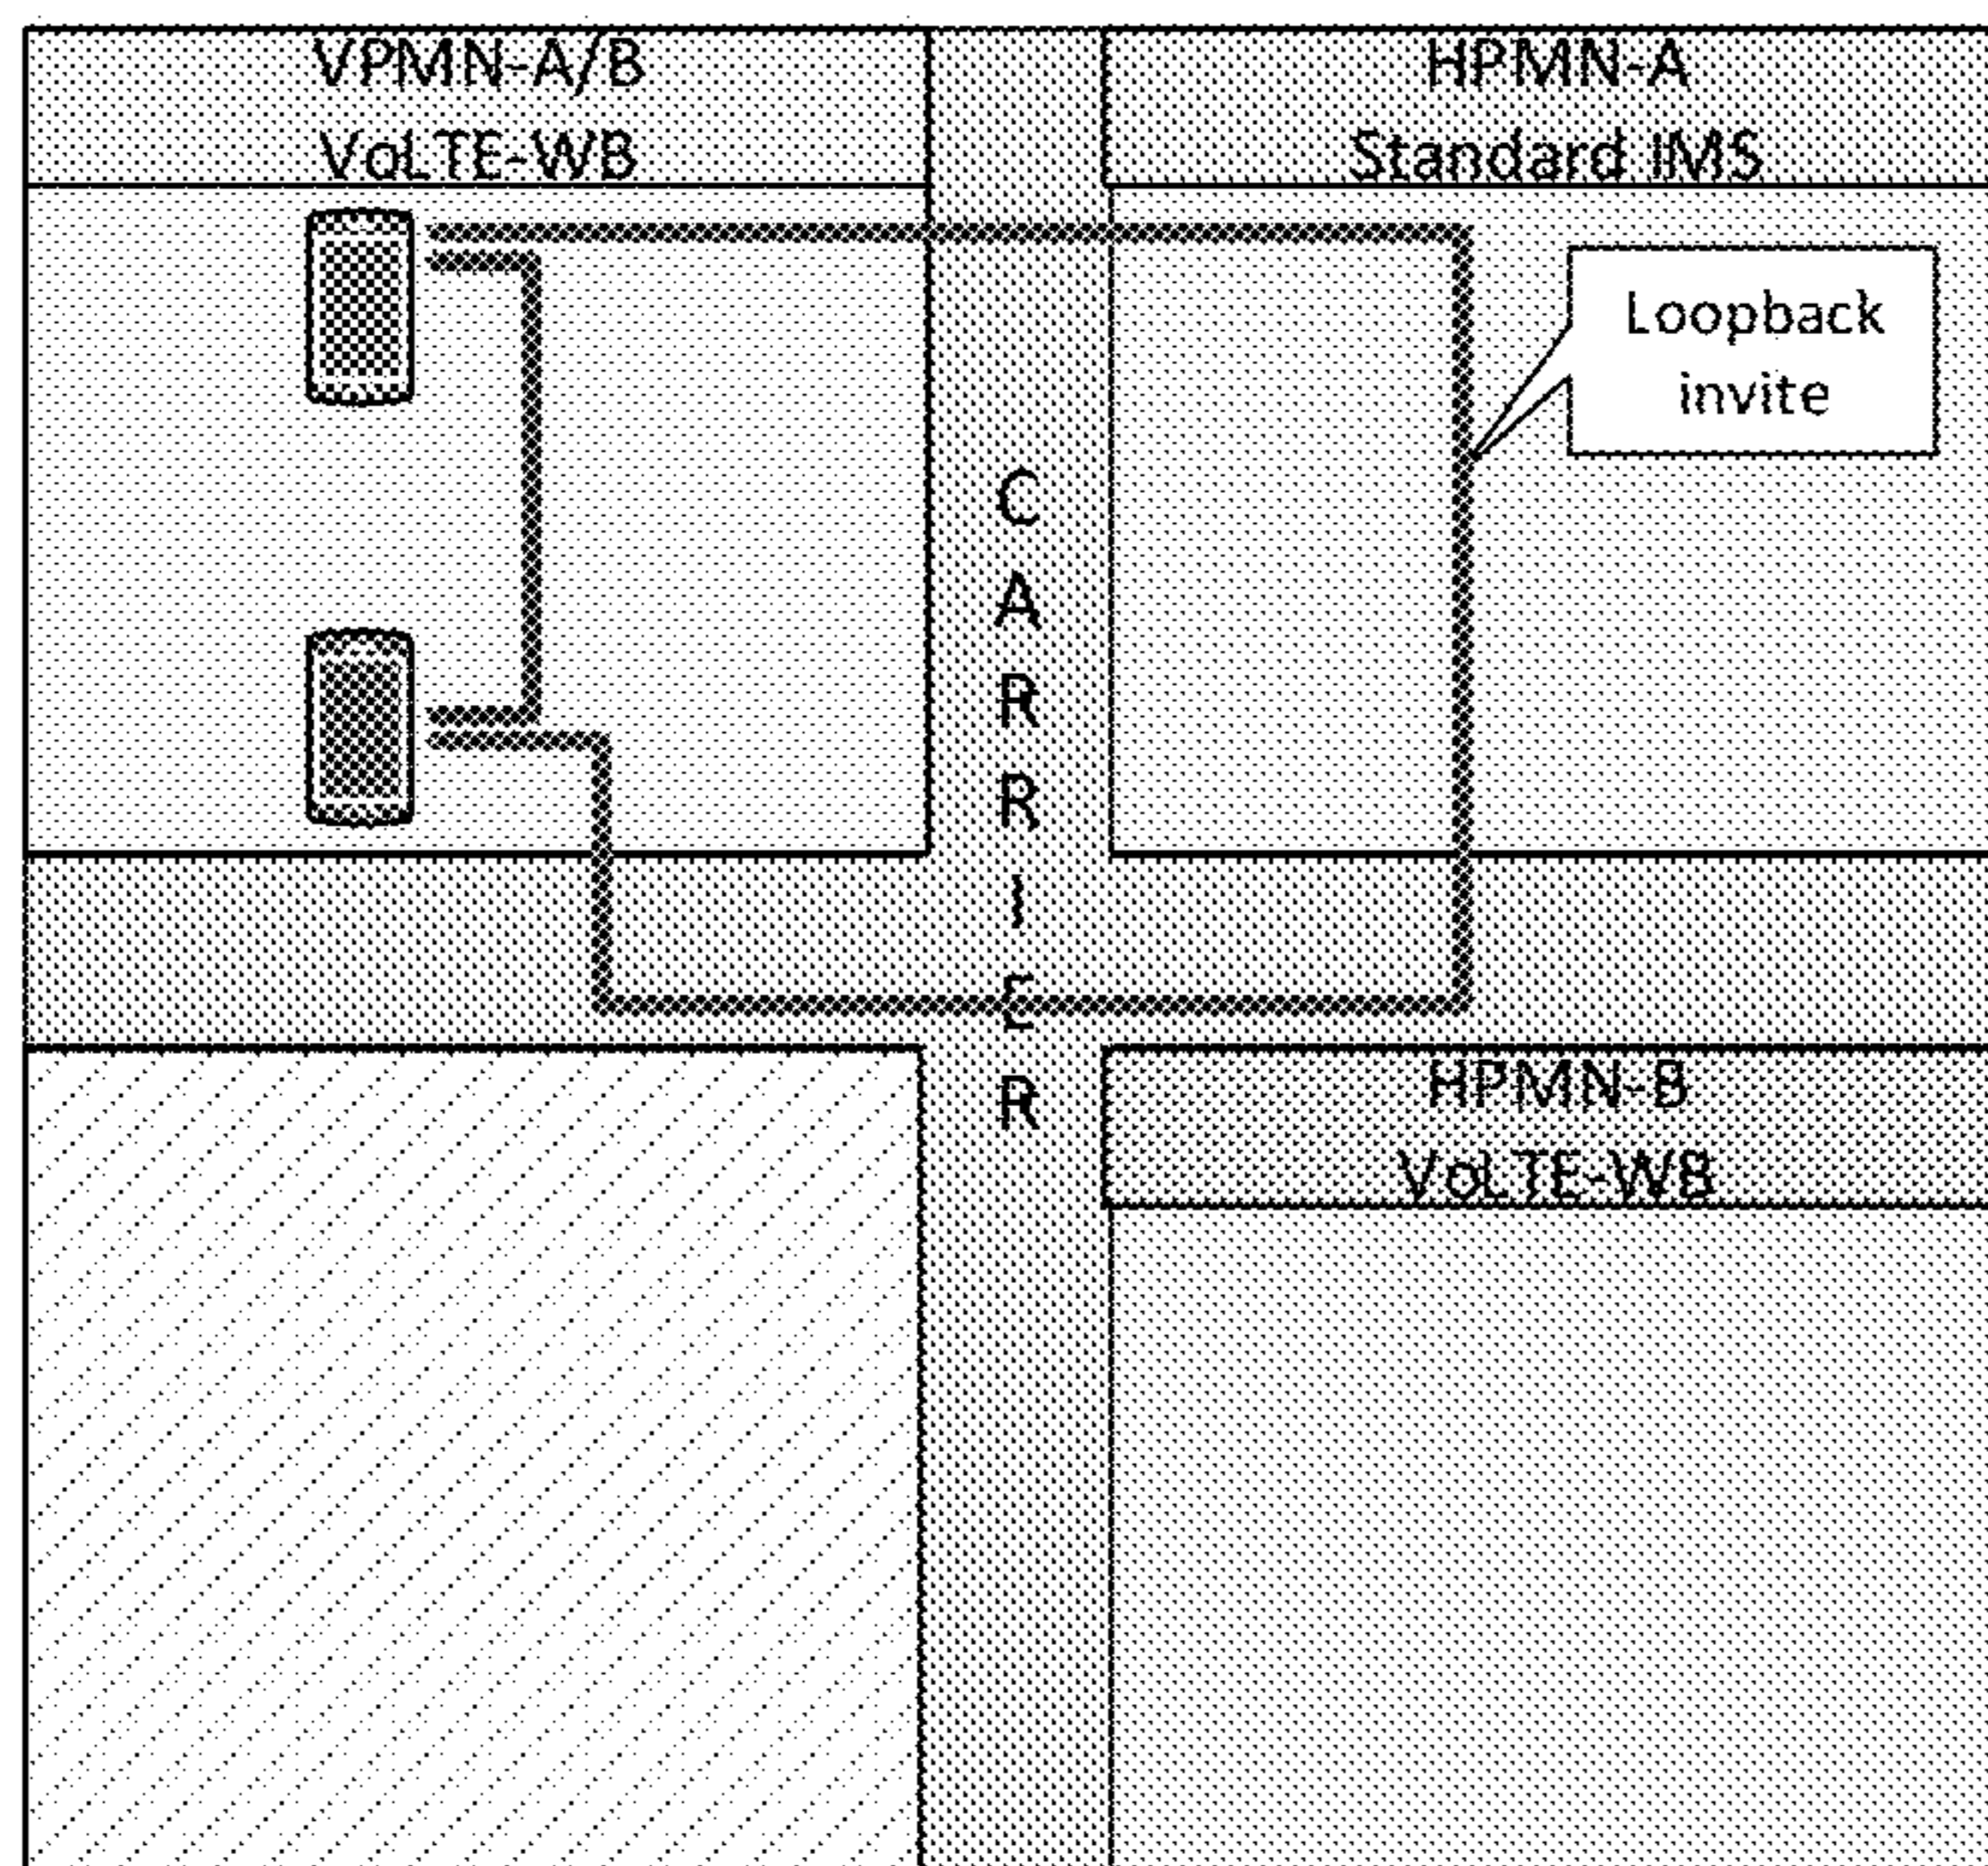 VPMN-A/B
VoLTE-WB
HPMN-A
Standard IMS
Loopback
invite
C
A
R
R
I
E
R
HPMN-B
VoLTE-WB